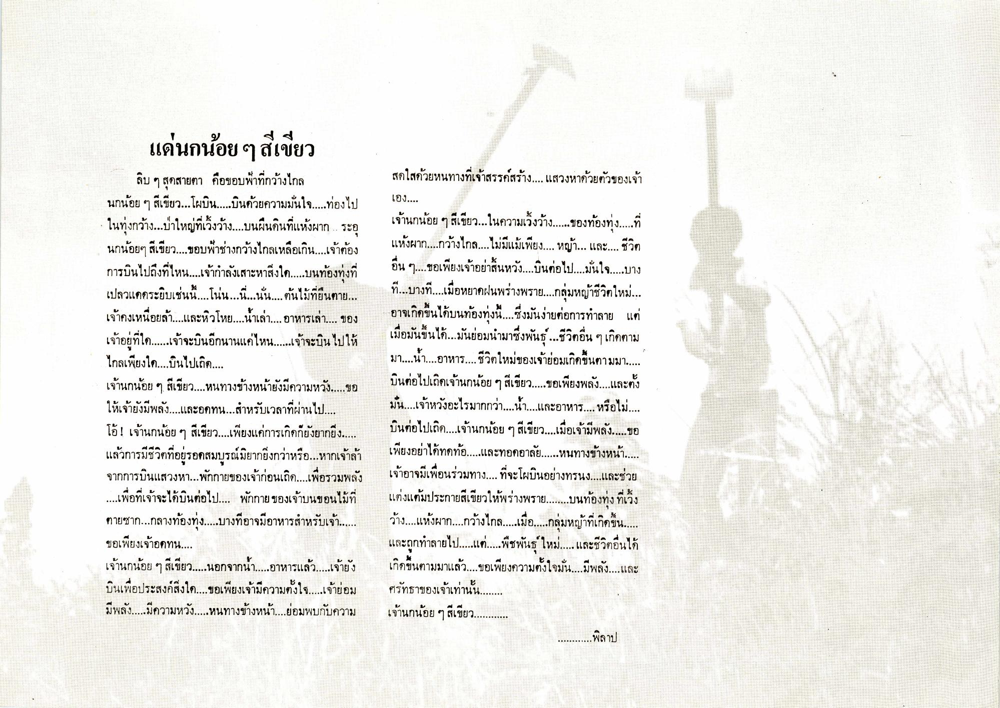 แด่นกน้อย ๆ สีเขียว
ลิบ ๆ สุดสายตา คือขอบฟ้าที่กว้างไกล
นกน้อย ๆ สีเขียว...โผบิน.....บินด้วยความมั่นใจ.....ท่องไป
ในทุ่งกว้าง...ป่าใหญ่ที่เวิ้งว้าง....บนผืนดินที่แห้งผาก .. ระอุ
นกน้อยๆ สีเขียว....ขอบฟ้าช่างกว้างไกลเหลือเกิน....เจ้าต้อง
การบินไปถึงที่ไหน....เจ้ากำลังเสาะหาสิ่งใด.....บนท้องทุ่งที่
เปลวแดดระยิบเช่นนี้....โน่น...นี่...นั่น....ต้นไม้ที่ยืนตาย...
เจ้าคงเหนื่อยล้า....และหิวโหย....น้ำเล่า....อาหารเล่า.... ของ
เจ้าอยู่ที่ใด......เจ้าจะบินอีกนานแค่ไหน......เจ้าจะบินไปให้
ไกลเพียงใด....บินไปเถิด....
เจ้านกน้อย ๆ สีเขียว....หนทางข้างหน้ายังมีความหวัง.....ขอ
ให้เจ้ายังมีพลัง....และอดทน...สำหรับเวลาที่ผ่านไป....
โอ้! เจ้านกน้อย ๆ สีเขียว....เพียงแค่การเกิดก็ยังยากยิ่ง.....
แล้วการมีชีวิตที่อยู่รอดสมบูรณ์มิยากยิ่งกว่าหรือ...หากเจ้าล้า
จากการบินแสวงหา...พักกายของเจ้าก่อนเถิด....เพื่อรวมพลัง
....เพื่อที่เจ้าจะได้บินต่อไป.... พักกายของเจ้าบนขอนไม้ที่
ตายซาก...กลางท้องทุ่ง.....บางทีอาจมีอาหารสำหรับเจ้า......
ขอเพียงเจ้าอดทน....
เจ้านกน้อย ๆ สีเขียว.....นอกจากน้ำ.....อาหารแล้ว.....เจ้ายัง
บินเพื่อประสงค์สิ่งใด....ขอเพียงเจ้ามีความตั้งใจ.....เจ้าย่อม
มีพลัง.....มีความหวัง.....หนทางข้างหน้า....ย่อมพบกับความ
สดใสด้วยหนทางที่เจ้าสรรค์สร้าง.... แสวงหาด้วยตัวของเจ้า
เอง....
เจ้านกน้อย ๆ สีเขียว...ในความเวิ้งว้าง......ของท้องทุ่ง.....ที่
แห้งผาก....กว้างไกล....ไม่มีแม้เพียง.... หญ้า... และ.... ชีวิต
อื่น ๆ....ขอเพียงเจ้าอย่าสิ้นหวัง....บินต่อไป....มั่นใจ.....บาง
ที...บางที....เมื่อหยาดฝนพร่างพราย....กลุ่มหญ้าชีวิตใหม่...
อาจเกิดขึ้นได้บนท้องทุ่งนี้....ซึ่งมันง่ายต่อการทำลาย แต่
เมื่อมันขึ้นได้...มันย่อมนำมาซึ่งพันธุ์ ...ชีวิตอื่น ๆ เกิดตาม
มา....น้ำ....อาหาร....ชีวิตใหม่ของเจ้าย่อมเกิดขึ้นตามมา.....
บินต่อไปเถิดเจ้านกน้อย ๆ สีเขียว.....ขอเพียงพลัง....และตั้ง
มั่น....เจ้าหวังอะไรมากกว่า....น้ำ....และอาหาร.... หรือไม่....
บินต่อไปเถิด....เจ้านกน้อย ๆ สีเขียว....เมื่อเจ้ามีพลัง.....ขอ
เพียงอย่าได้ทดท้อ.....และทอดอาลัย......หนทางข้างหน้า.....
เจ้าอาจมีเพื่อนร่วมทาง.... ที่จะโผบินอย่างทรนง....และช่วย
แต่งแต้มประกายสีเขียวให้พร่างพราย........บนท้องทุ่ง ที่เวิ้ง
ว้าง....แห้งผาก....กว้างไกล.....เมื่อ.....กลุ่มหญ้าที่เกิดขึ้น.....
และถูกทำลายไป.....แต่.....พืชพันธุ์ ใหม่..... และชีวิตอื่นได้
เกิดขึ้นตามมาแล้ว....ขอเพียงความตั้งใจมั่น....มีพลัง....และ
ศรัทธาของเจ้าเท่านั้น........
เจ้านกน้อย ๆ สีเขียว............
............พิลาป